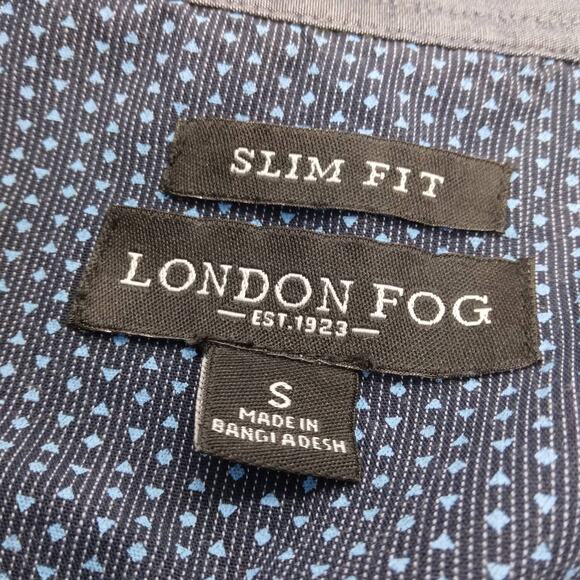 SLIM FIT
LONDON FOG
— EST.1923 —
S
MADE IN
BANGLADESH